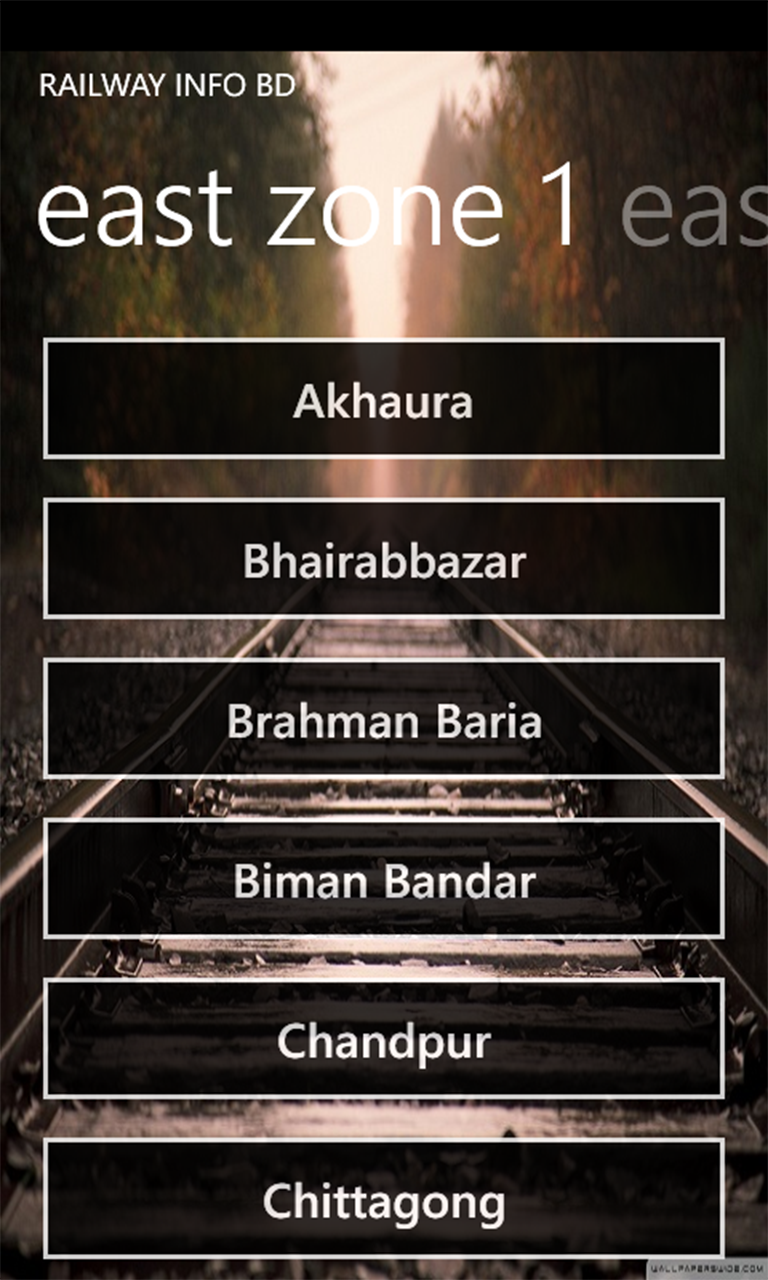 RAILWAY INFO BD
east zone 1 eas
Akhaura
Bhairabbazar
Brahman Baria
Biman Bandar
Chandpur
Chittagong
WALLPAPERSWIDE.COM